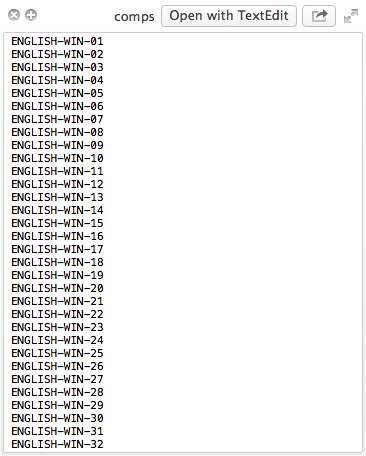 comps Open with TextEdit
ENGLISH-WIN-01
ENGLISH-WIN-02
ENGLISH-WIN-03
ENGLISH-WIN-04
ENGLISH-WIN-05
ENGLISH-WIN-06
ENGLISH-WIN-07
ENGLISH-WIN-08
ENGLISH-WIN-09
ENGLISH-WIN-10
ENGLISH-WIN-11
ENGLISH-WIN-12
ENGLISH-WIN-13
ENGLISH-WIN-14
ENGLISH-WIN-15
ENGLISH-WIN-16
ENGLISH-WIN-17
ENGLISH-WIN-18
ENGLISH-WIN-19
ENGLISH-WIN-20
ENGLISH-WIN-21
ENGLISH-WIN-22
ENGLISH-WIN-23
ENGLISH-WIN-24
ENGLISH-WIN-25
ENGLISH-WIN-26
ENGLISH-WIN-27
ENGLISH-WIN-28
ENGLISH-WIN-29
ENGLISH-WIN-30
ENGLISH-WIN-31
ENGLISH-WIN-32